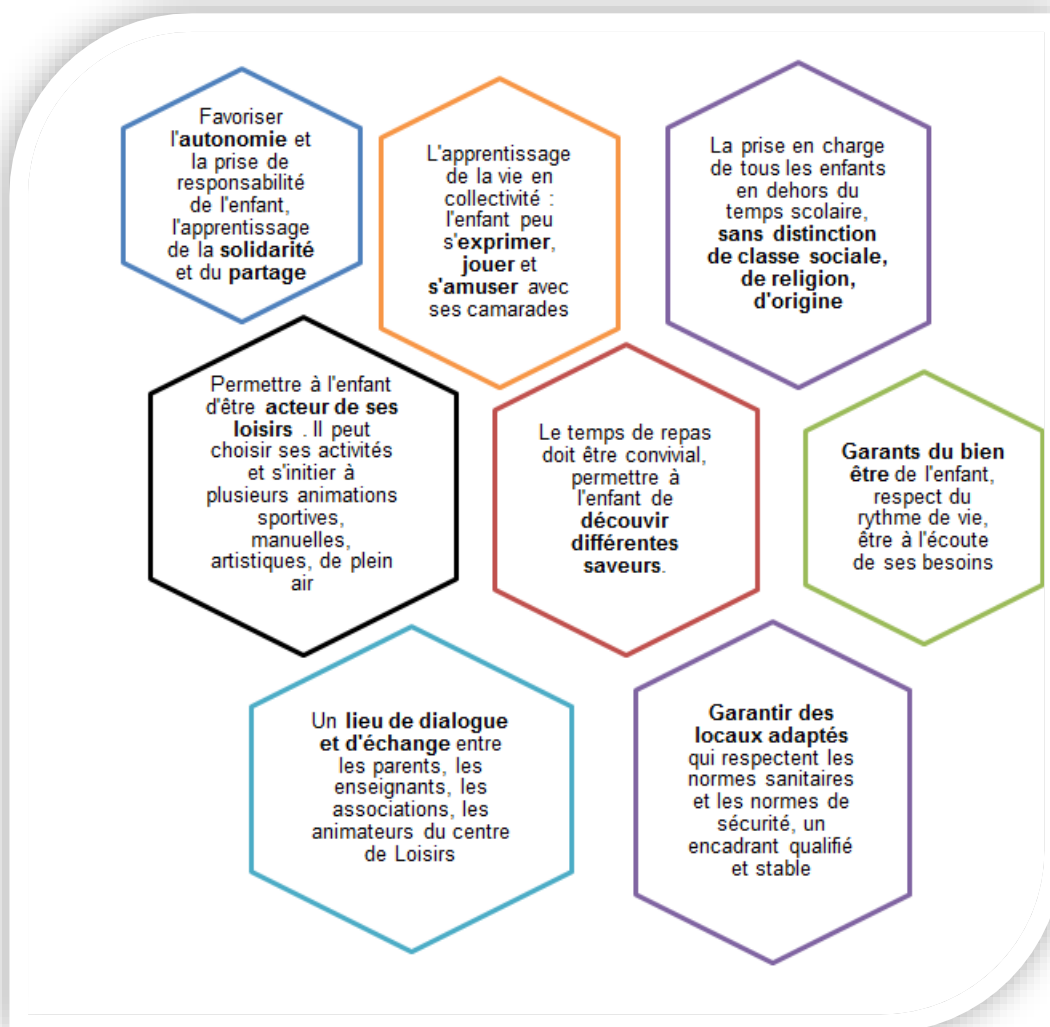 Favoriser
l'autonomie et
la prise de
responsabilité
de l'enfant,
l'apprentissage
de la solidarité
et du partage
L'apprentissage
de la vie en
collectivité :
l'enfant peu
s'exprimer,
jouer et
s'amuser avec
ses camarades
La prise en charge
de tous les enfants
en dehors du
temps scolaire,
sans distinction
de classe sociale,
de religion,
d'origine
Permettre à l'enfant
d'être acteur de ses
loisirs . Il peut
choisir ses activités
et s'initier à
plusieurs animations
sportives,
manuelles,
artistiques, de plein
air
Le temps de repas
doit être convivial,
permettre à
l'enfant de
découvir
différentes
saveurs.
Garants du bien
être de l'enfant,
respect du
rythme de vie,
être à l'écoute
de ses besoins
Un lieu de dialogue
et d'échange entre
les parents, les
enseignants, les
associations, les
animateurs du centre
de Loisirs
Garantir des
locaux adaptés
qui respectent les
normes sanitaires
et les normes de
sécurité, un
encadrant qualifié
et stable